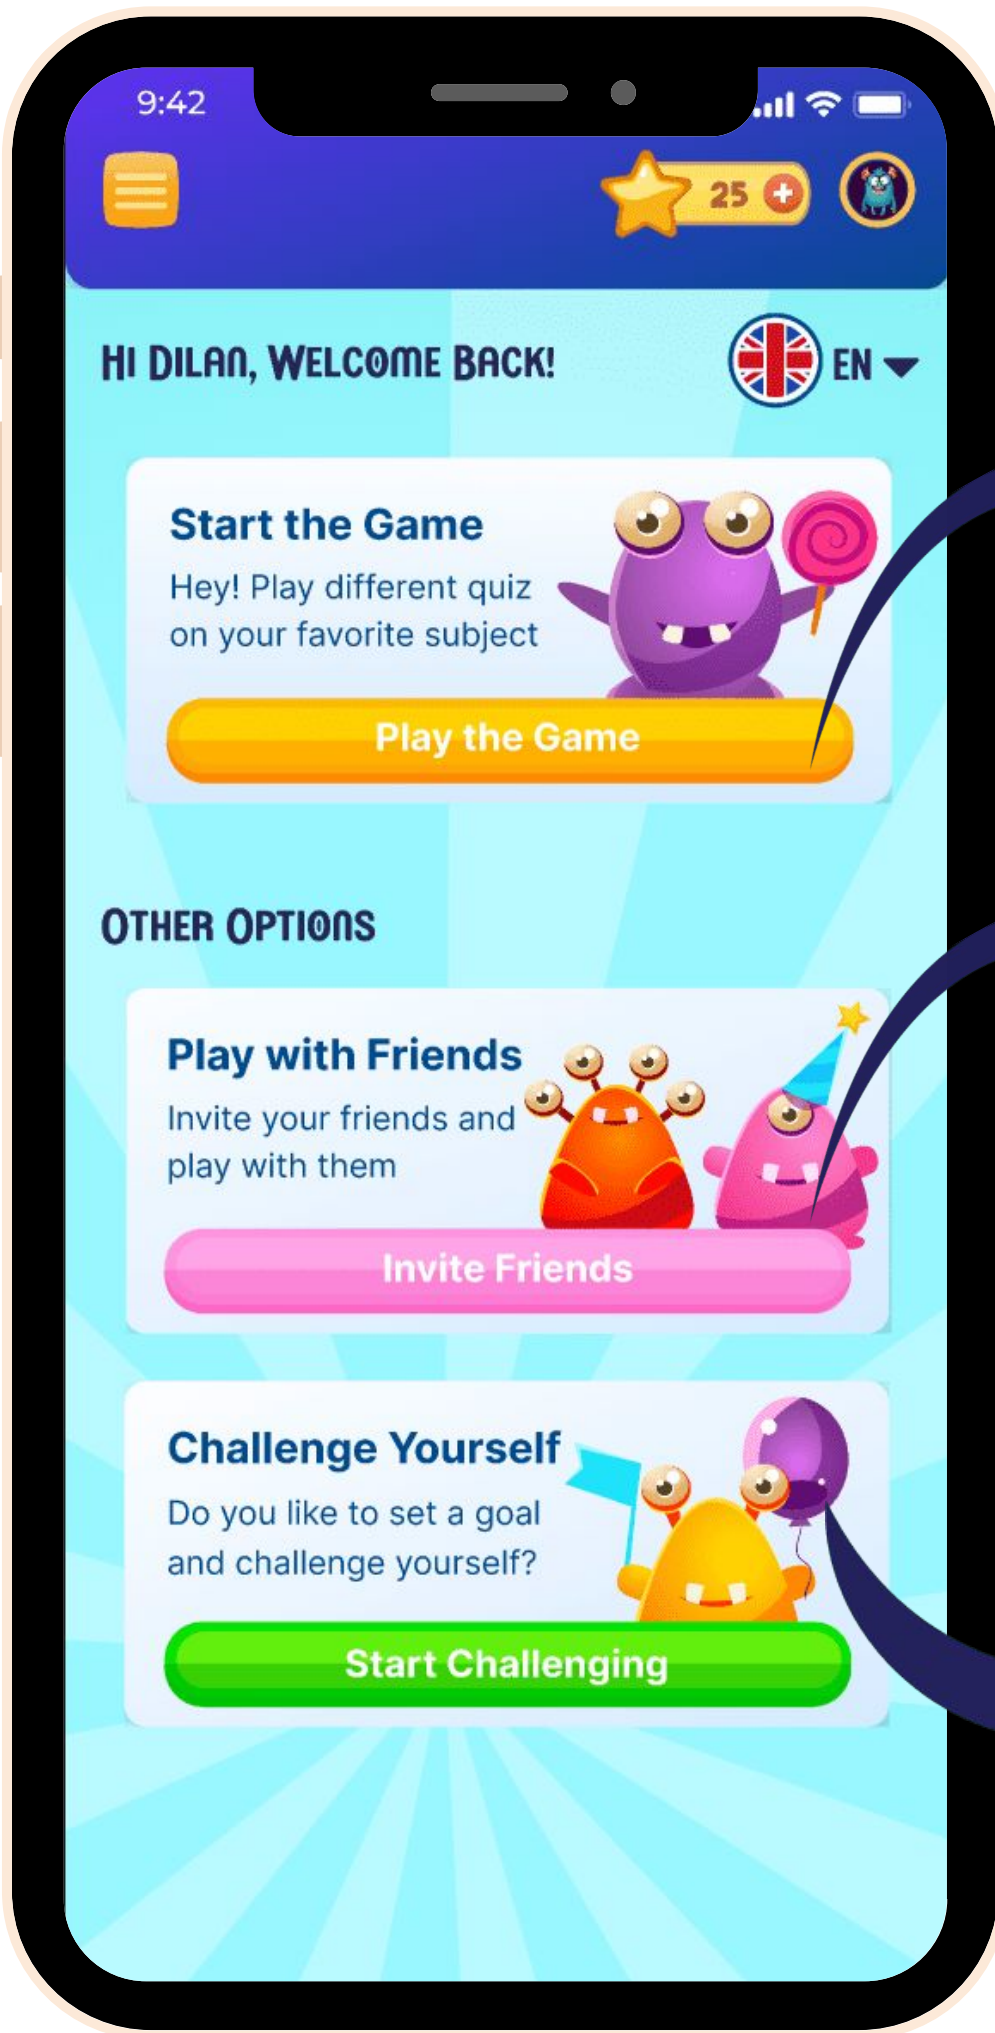 9:42
25
Hi Dilan, Welcome Back!
EN
Start the Game
Hey! Play different quiz
on your favorite subject
Play the Game
Other Options
Play with Friends
Invite your friends and
play with them
Invite Friends
Challenge Yourself
Do you like to set a goal
and challenge yourself?
Start Challenging